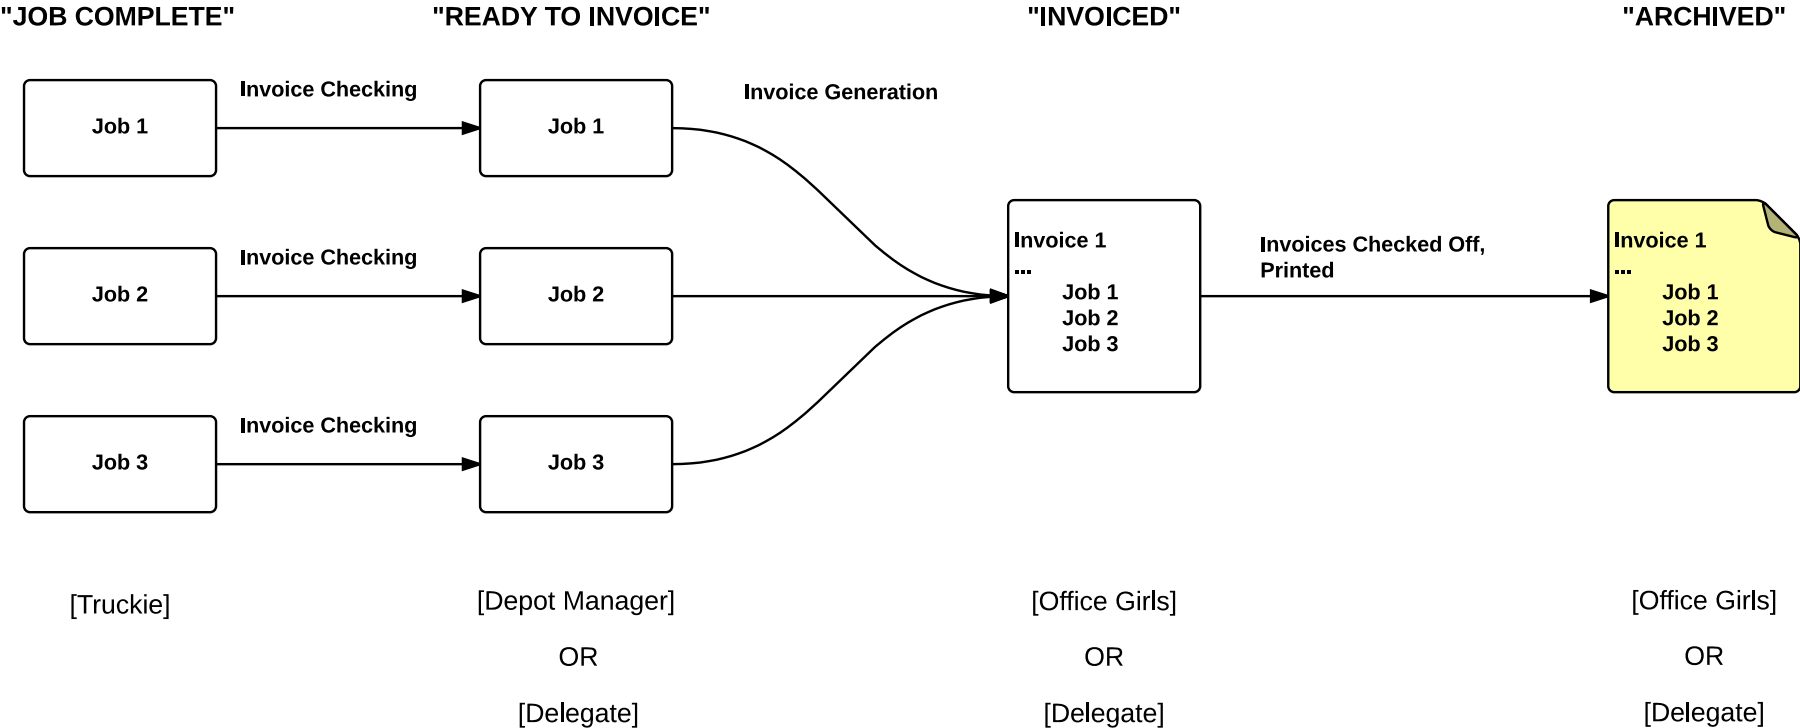 "JOB COMPLETE"
"READY TO INVOICE"
"INVOICED"
"ARCHIVED"
Invoice Checking
Invoice Generation
Job 1
Job 1
Invoice Checking
Job 2
Job 2
Invoice Checking
Job 3
Job 3
Invoice 1
...
Job 1
Job 2
Job 3
Invoices Checked Off,
Printed
Invoice 1
...
Job 1
Job 2
Job 3
[Truckie]
[Depot Manager]
OR
[Delegate]
[Office Girls]
OR
[Delegate]
[Office Girls]
OR
[Delegate]